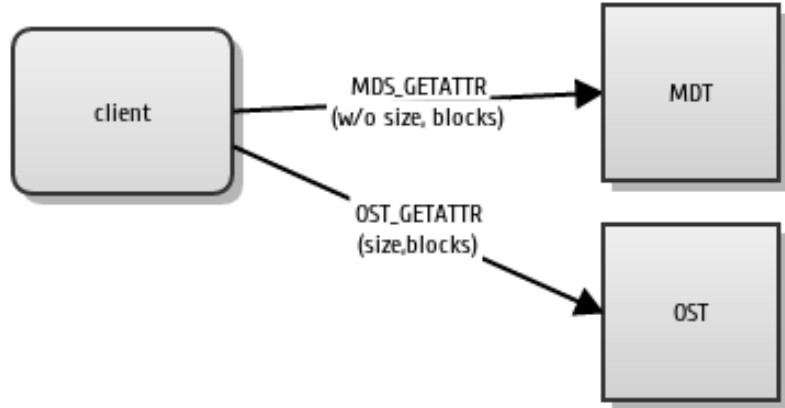 client
MDS_GETATTR
(w/o size, blocks)
MDT
OST_GETATTR
(size,blocks)
OST